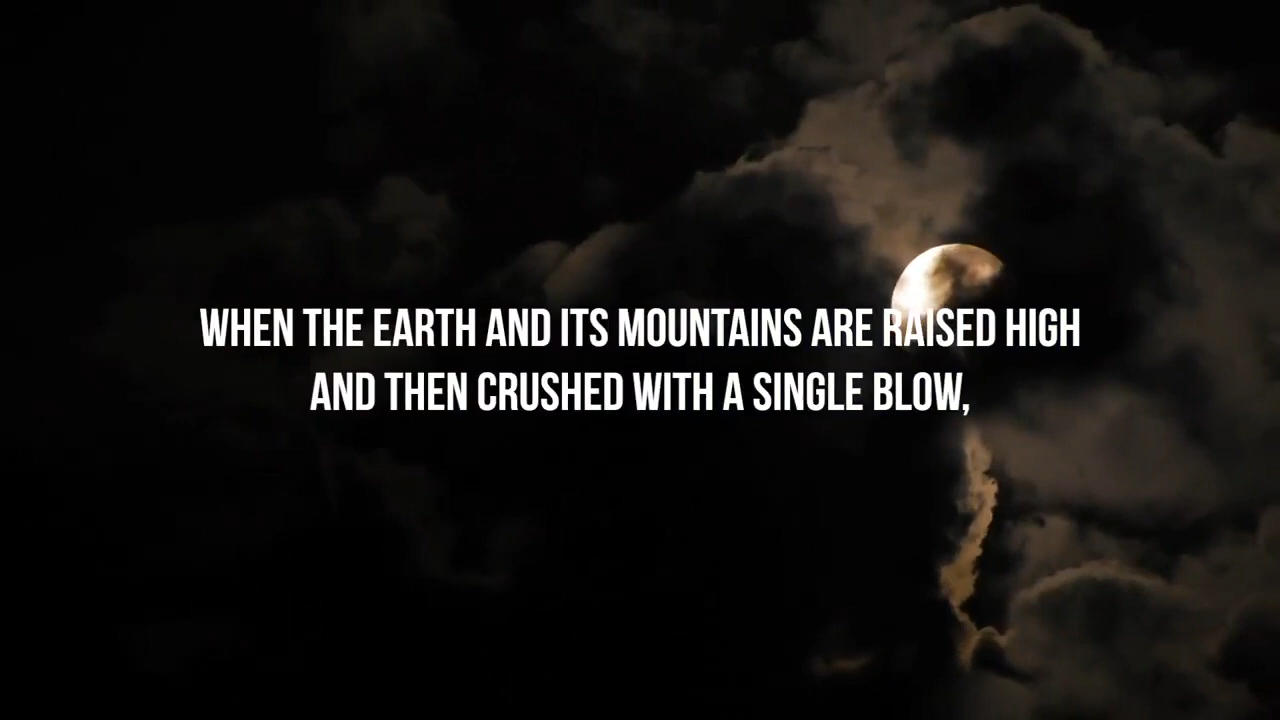 WHEN THE EARTH AND ITS MOUNTAINS ARE RAISED HIGH
AND THEN CRUSHED WITH A SINGLE BLOW,